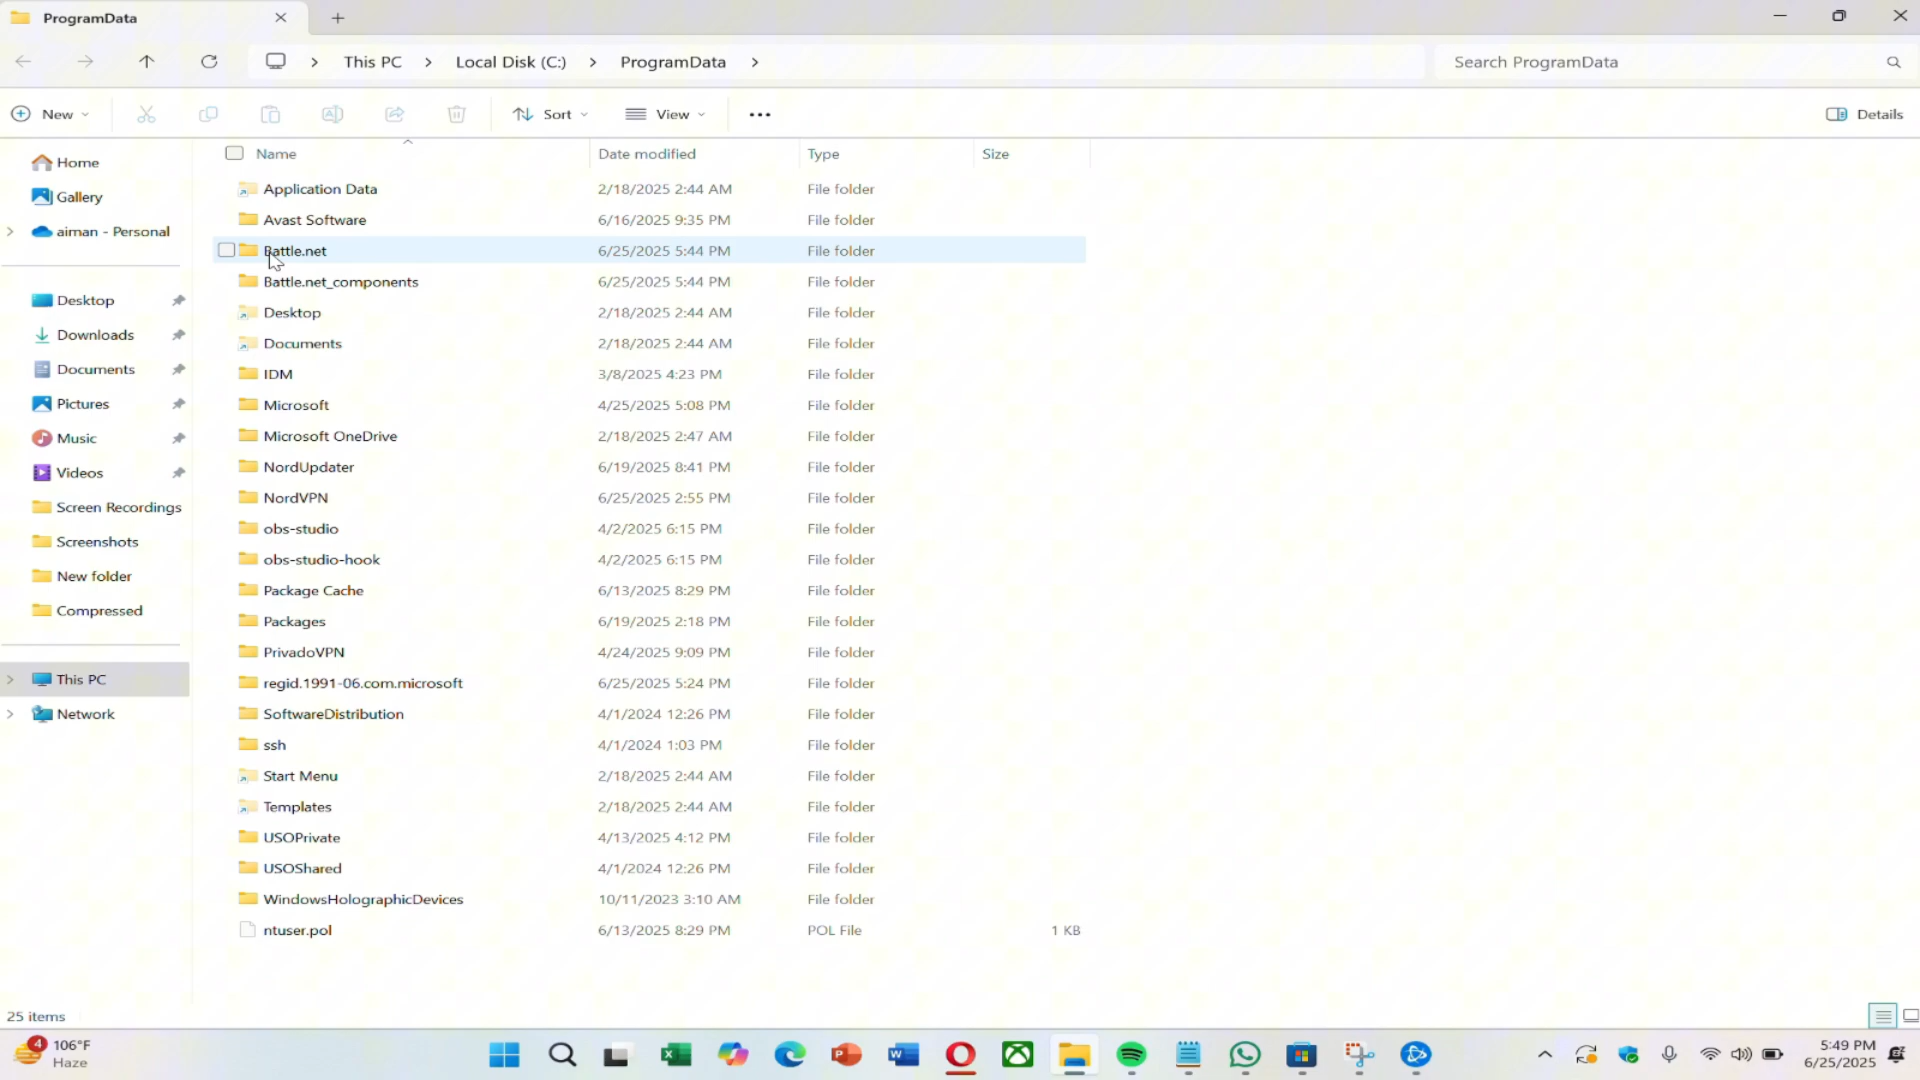 ProgramData
This PC
Local Disk (C:)
ProgramData
Search ProgramData
New
Sort
View
Details
Name
Date modified
Type
Size
Home
Gallery
aiman - Personal
Desktop
Downloads
Documents
Pictures
Music
Videos
Screen Recordings
Screenshots
New folder
Compressed
This PC
Network
Application Data 2/18/2025 2:44 AM File folder
Avast Software 6/16/2025 9:35 PM File folder
Battle.net 6/25/2025 5:44 PM File folder
Battle.net_components 6/25/2025 5:44 PM File folder
Desktop 2/18/2025 2:44 AM File folder
Documents 2/18/2025 2:44 AM File folder
IDM 3/8/2025 4:23 PM File folder
Microsoft 4/25/2025 5:08 PM File folder
Microsoft OneDrive 2/18/2025 2:47 AM File folder
NordUpdater 6/19/2025 8:41 PM File folder
NordVPN 6/25/2025 2:55 PM File folder
obs-studio 4/2/2025 6:15 PM File folder
obs-studio-hook 4/2/2025 6:15 PM File folder
Package Cache 6/13/2025 8:29 PM File folder
Packages 6/19/2025 2:18 PM File folder
PrivadoVPN 4/24/2025 9:09 PM File folder
regid.1991-06.com.microsoft 6/25/2025 5:24 PM File folder
SoftwareDistribution 4/1/2024 12:26 PM File folder
ssh 4/1/2024 1:03 PM File folder
Start Menu 2/18/2025 2:44 AM File folder
Templates 2/18/2025 2:44 AM File folder
USOPrivate 4/13/2025 4:12 PM File folder
USOShared 4/1/2024 12:26 PM File folder
WindowsHolographicDevices 10/11/2023 3:10 AM File folder
ntuser.pol 6/13/2025 8:29 PM POL File 1 KB
25 items
4
106°F
Haze
5:49 PM
6/25/2025